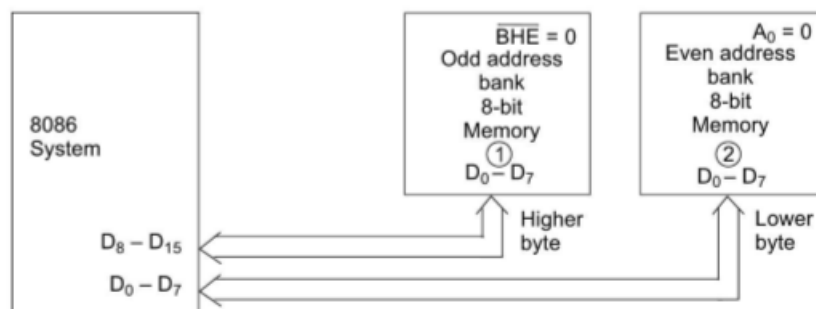 8086
System
D₈ – D₁₅
D₀ – D₇
B̅H̅E̅ = 0
Odd address
bank
8-bit
Memory
①
D₀ – D₇
Higher
byte
A₀ = 0
Even address
bank
8-bit
Memory
②
D₀ – D₇
Lower
byte